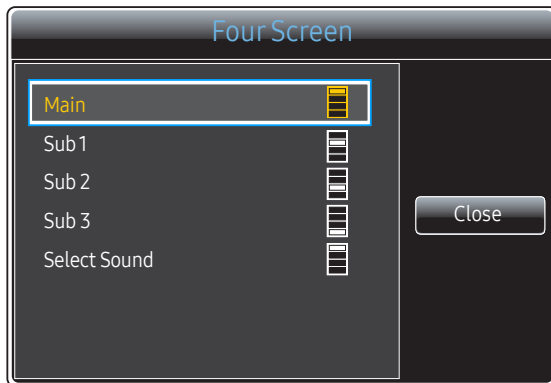 Four Screen
Main
Sub 1
Sub 2
Sub 3
Close
Select Sound